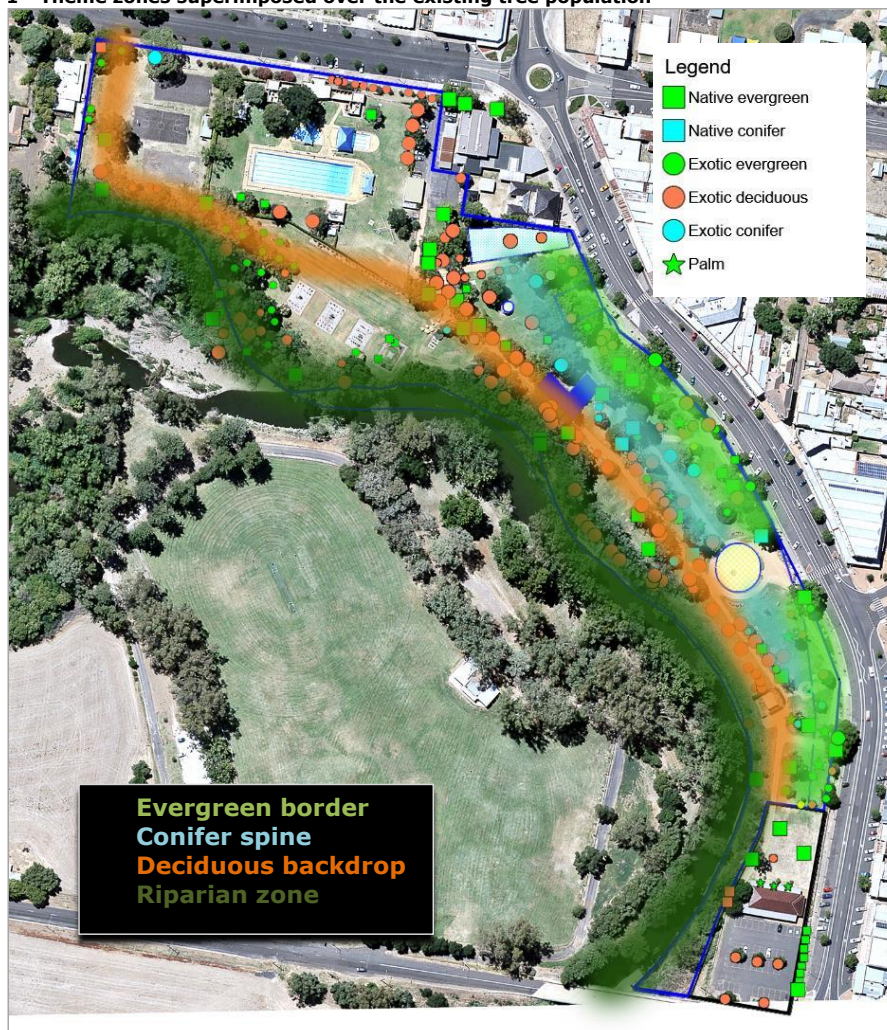 1 Theme zones superimposed over the existing tree population
Legend
Native evergreen
Native conifer
Exotic evergreen
Exotic deciduous
Exotic conifer
Palm
Evergreen border
Conifer spine
Deciduous backdrop
Riparian zone